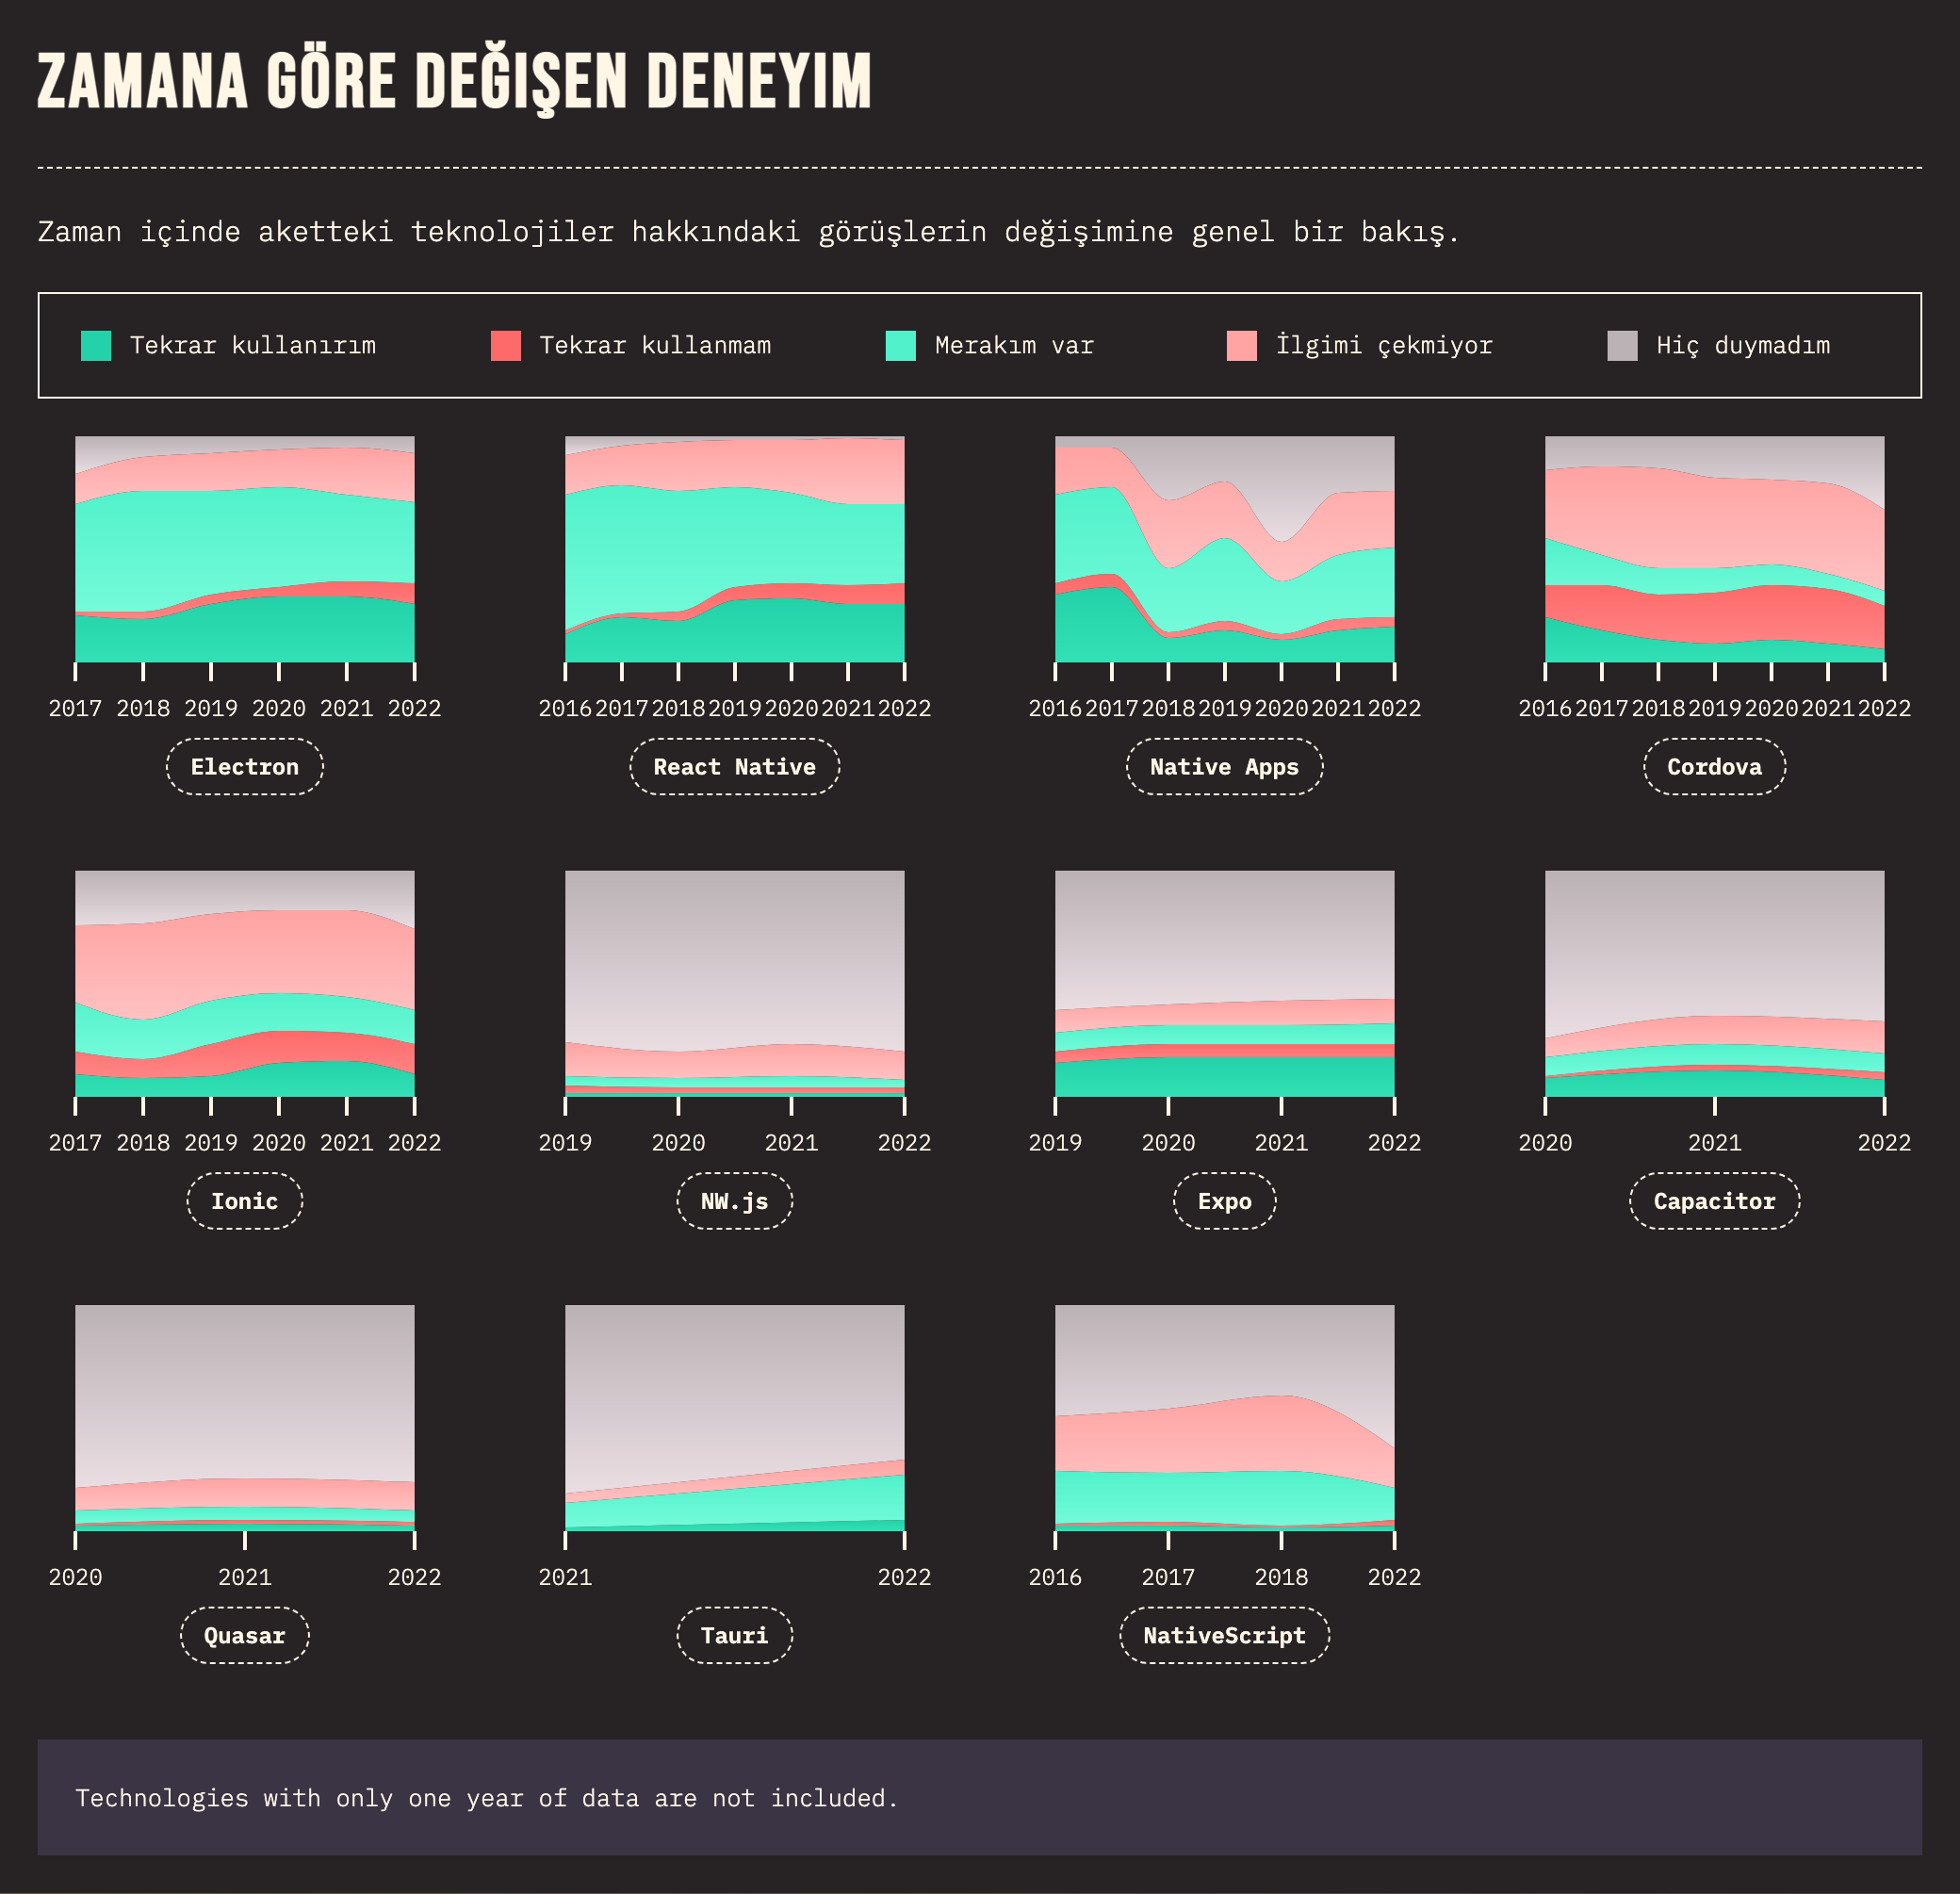 ZAMANA GÖRE DEĞIŞEN DENEYIM
Zaman içinde aketteki teknolojiler hakkındaki görüşlerin değişimine genel bir bakış.
Tekrar kullanırım Tekrar kullanmam Merakım var İlgimi çekmiyor Hiç duymadım
2017 2018 2019 2020 2021 2022
Electron
2016 2017 2018 2019 2020 2021 2022
React Native
2016 2017 2018 2019 2020 2021 2022
Native Apps
2016 2017 2018 2019 2020 2021 2022
Cordova
2017 2018 2019 2020 2021 2022
Ionic
2019 2020 2021 2022
NW.js
2019 2020 2021 2022
Expo
2020 2021 2022
Capacitor
2020 2021 2022
Quasar
2021 2022
Tauri
2016 2017 2018 2022
NativeScript
Technologies with only one year of data are not included.